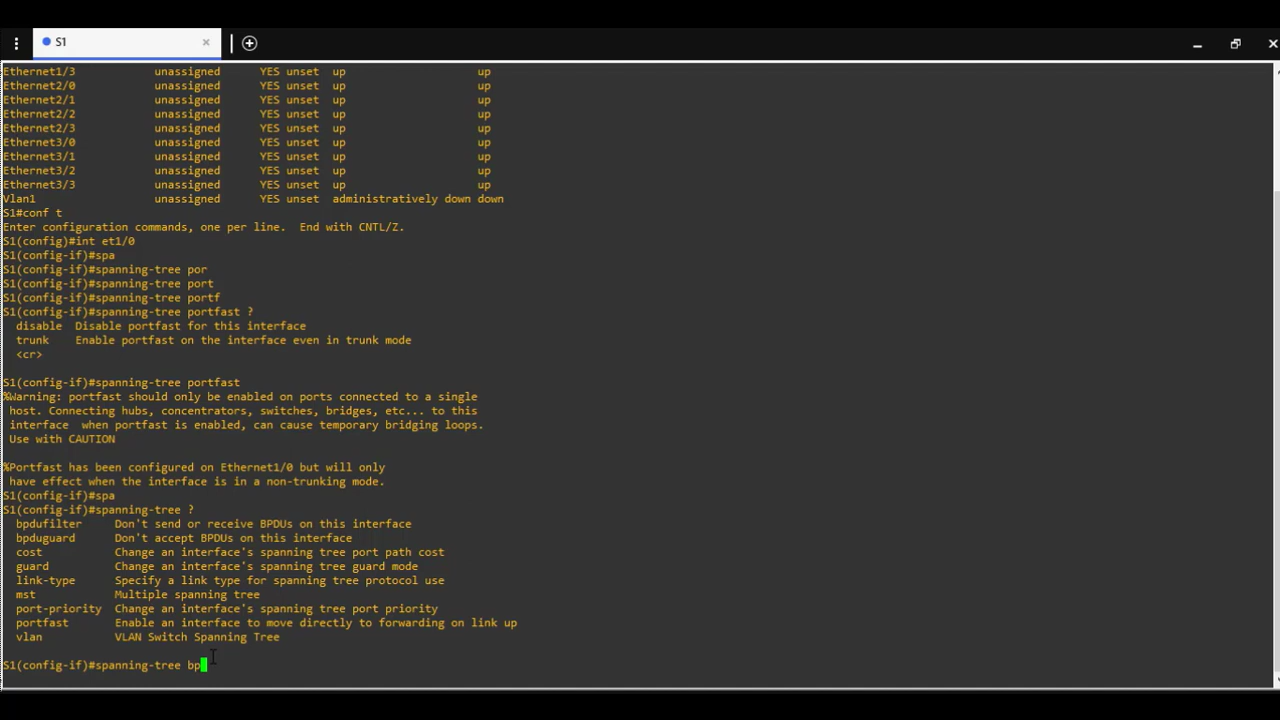 S1
Ethernet1/3 unassigned YES unset up up
Ethernet2/0 unassigned YES unset up up
Ethernet2/1 unassigned YES unset up up
Ethernet2/2 unassigned YES unset up up
Ethernet2/3 unassigned YES unset up up
Ethernet3/0 unassigned YES unset up up
Ethernet3/1 unassigned YES unset up up
Ethernet3/2 unassigned YES unset up up
Ethernet3/3 unassigned YES unset up up
Vlan1 unassigned YES unset administratively down down
S1#conf t
Enter configuration commands, one per line. End with CNTL/Z.
S1(config)#int et1/0
S1(config-if)#spa
S1(config-if)#spanning-tree por
S1(config-if)#spanning-tree port
S1(config-if)#spanning-tree portf
S1(config-if)#spanning-tree portfast ?
disable Disable portfast for this interface
trunk Enable portfast on the interface even in trunk mode
<cr>
S1(config-if)#spanning-tree portfast
%Warning: portfast should only be enabled on ports connected to a single
host. Connecting hubs, concentrators, switches, bridges, etc... to this
interface when portfast is enabled, can cause temporary bridging loops.
Use with CAUTION
%Portfast has been configured on Ethernet1/0 but will only
have effect when the interface is in a non-trunking mode.
S1(config-if)#spa
S1(config-if)#spanning-tree ?
bpdufilter Don't send or receive BPDUs on this interface
bpduguard Don't accept BPDUs on this interface
cost Change an interface's spanning tree port path cost
guard Change an interface's spanning tree guard mode
link-type Specify a link type for spanning tree protocol use
mst Multiple spanning tree
port-priority Change an interface's spanning tree port priority
portfast Enable an interface to move directly to forwarding on link up
vlan VLAN Switch Spanning Tree
S1(config-if)#spanning-tree bp